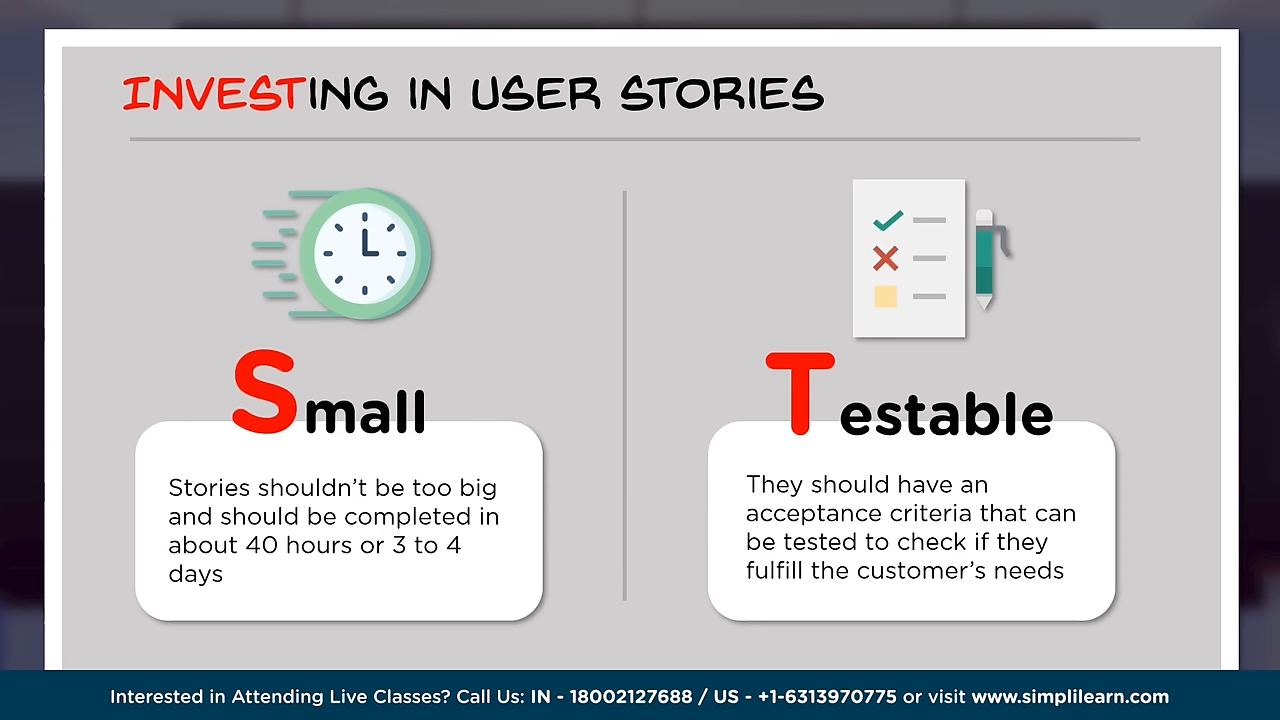 INVESTING IN USER STORIES
Small
Stories shouldn’t be too big
and should be completed in
about 40 hours or 3 to 4
days
Testable
They should have an
acceptance criteria that can
be tested to check if they
fulfill the customer’s needs
Interested in Attending Live Classes? Call Us: IN - 18002127688 / US - +1-6313970775 or visit www.simplilearn.com